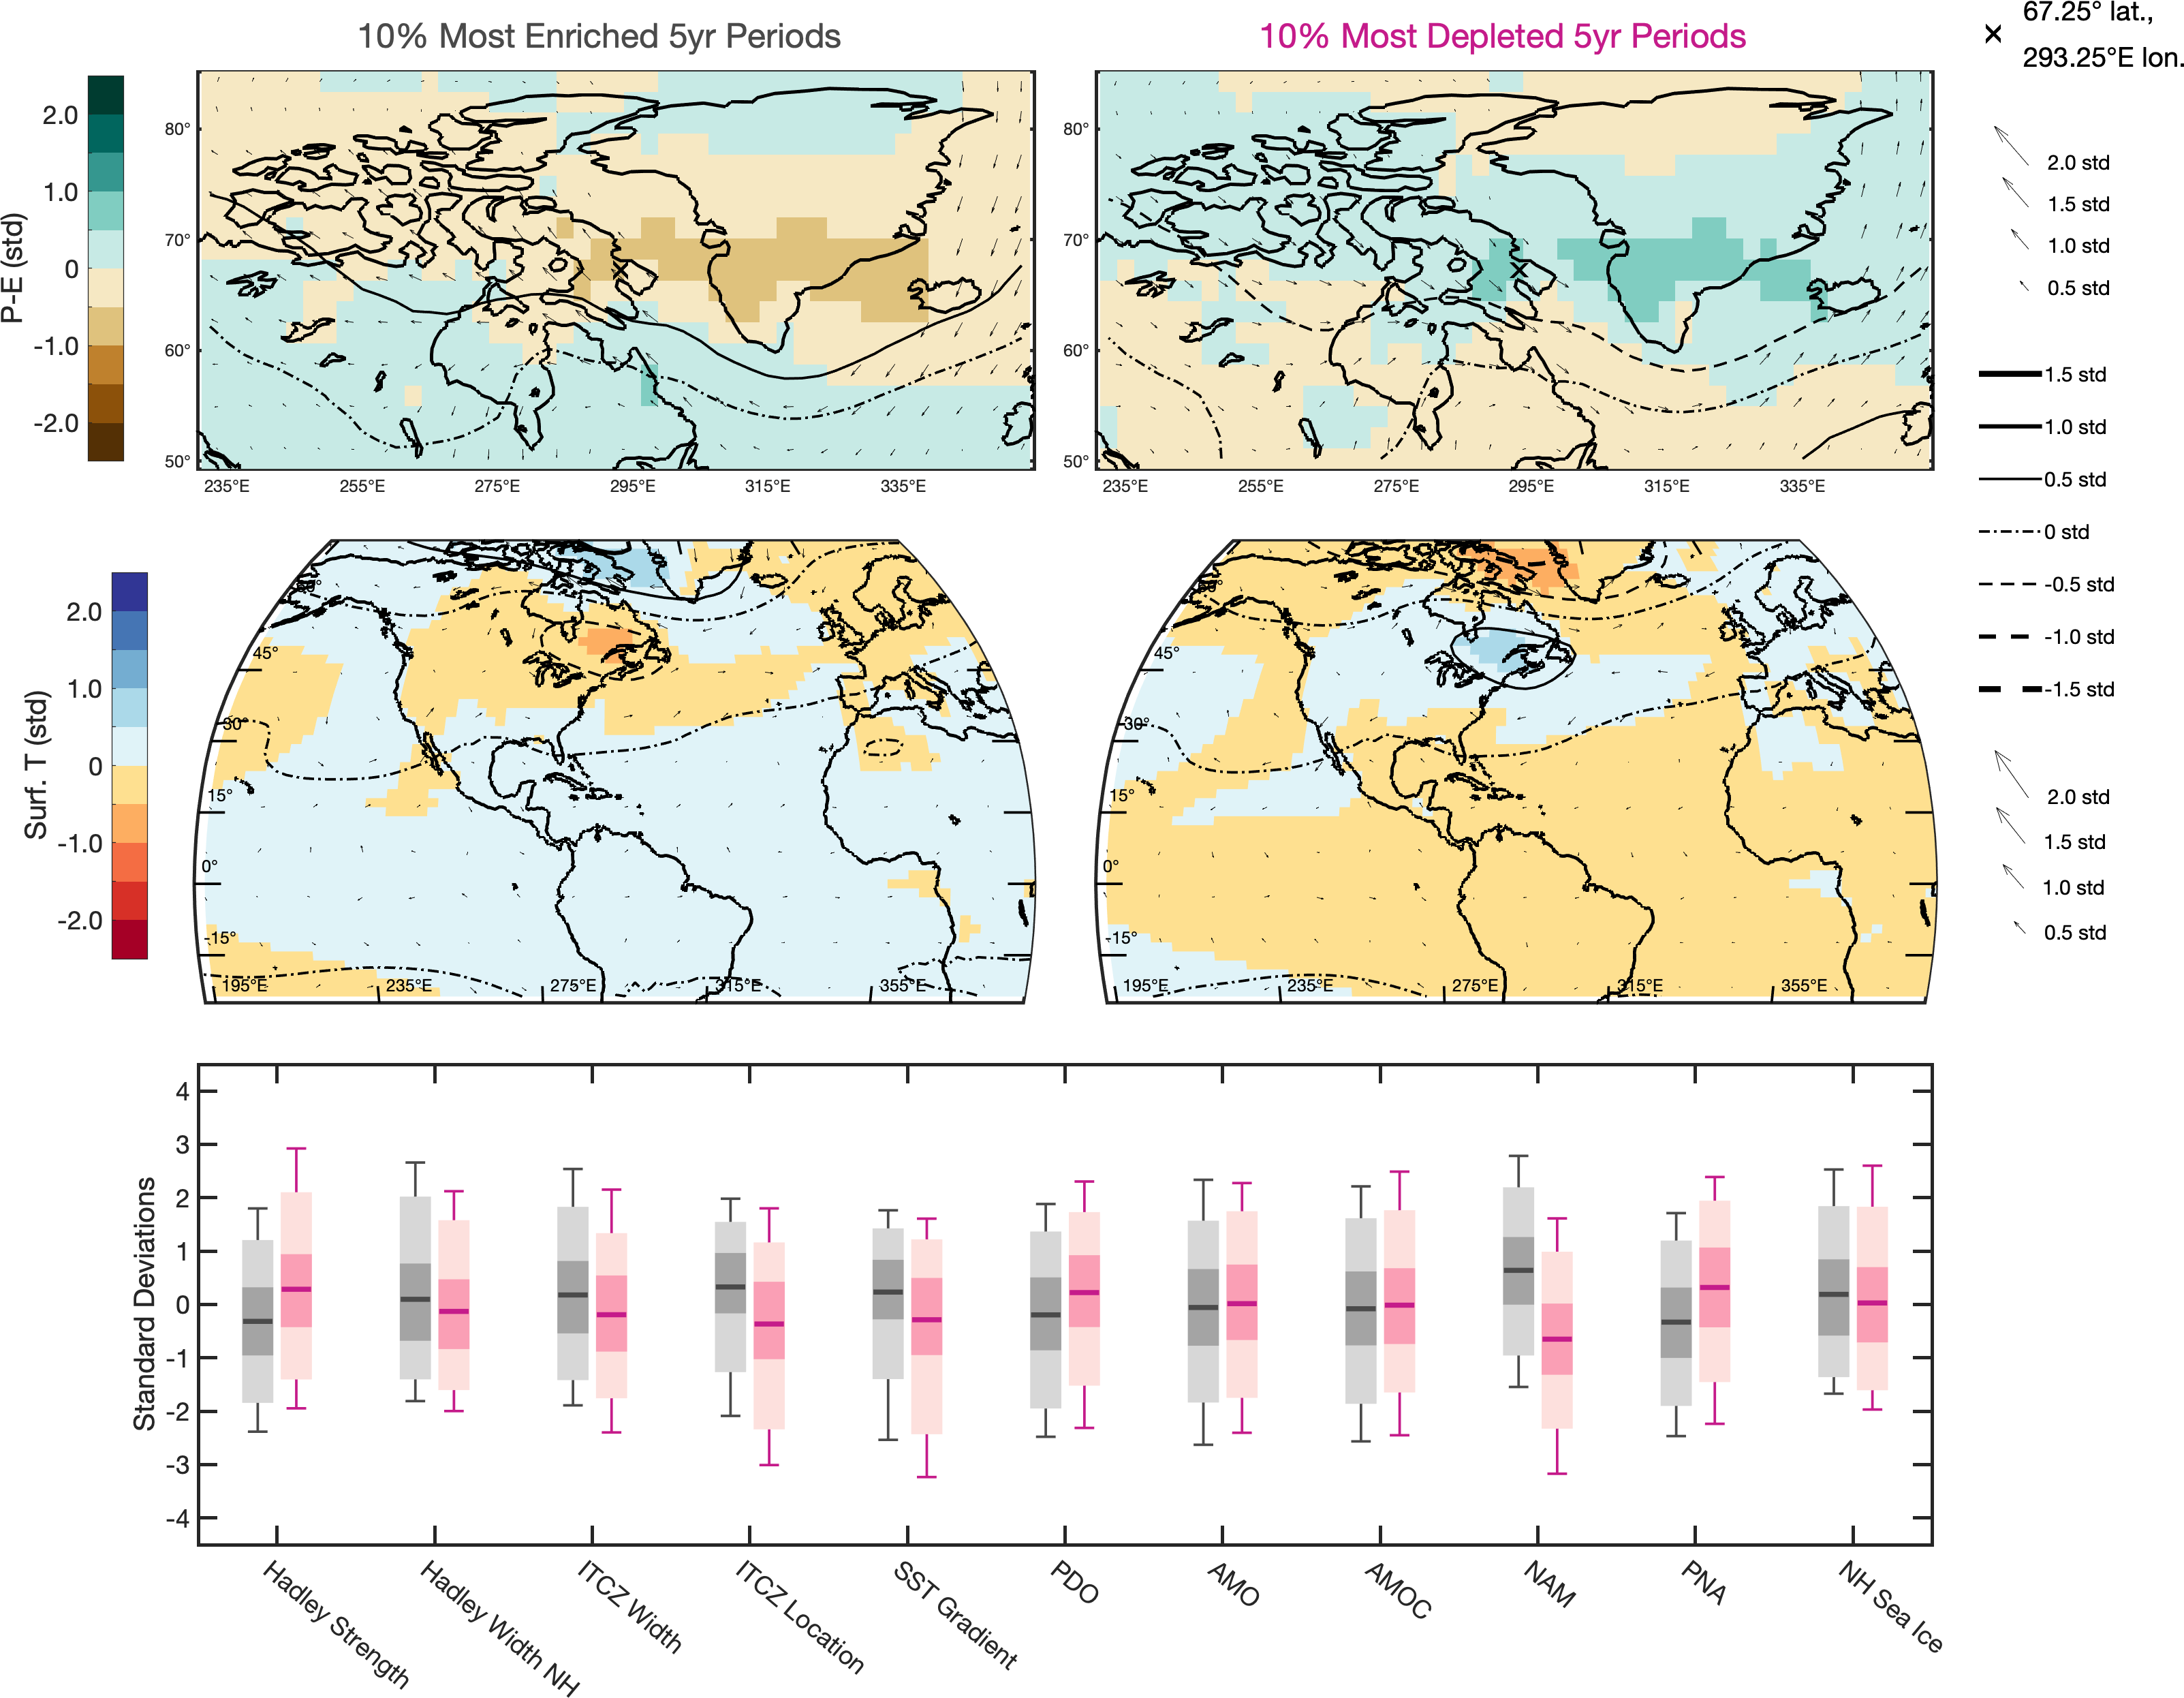 10% Most Enriched 5yr Periods
10% Most Depleted 5yr Periods
67.25° lat.,
293.25°E lon.
P-E (std)
2.0
1.0
0
-1.0
-2.0
80°
70°
60°
50°
235°E 255°E 275°E 295°E 315°E 335°E
80°
70°
60°
50°
235°E 255°E 275°E 295°E 315°E 335°E
2.0 std
1.5 std
1.0 std
0.5 std
1.5 std
1.0 std
0.5 std
0 std
-0.5 std
-1.0 std
-1.5 std
Surf. T (std)
2.0
1.0
0
-1.0
-2.0
45°
30°
15°
0°
-15°
195°E 235°E 275°E 315°E 355°E
45°
30°
15°
0°
-15°
195°E 235°E 275°E 315°E 355°E
2.0 std
1.5 std
1.0 std
0.5 std
Standard Deviations
4
3
2
1
0
-1
-2
-3
-4
Hadley Strength
Hadley Width NH
ITCZ Width
ITCZ Location
SST Gradient
PDO
AMO
AMOC
NAM
PNA
NH Sea Ice